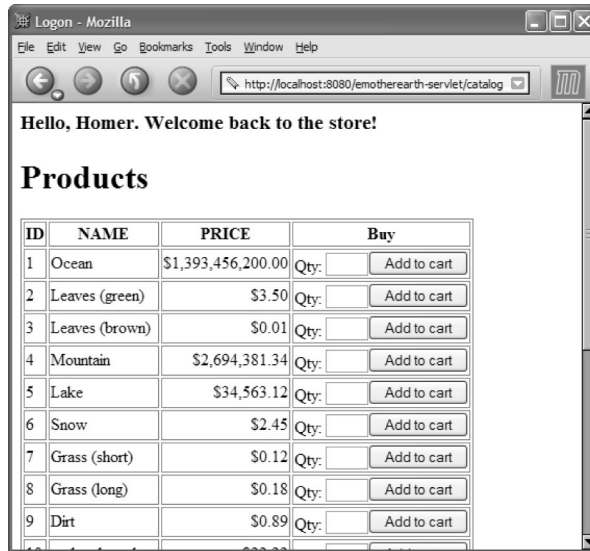 Logon - Mozilla
File Edit View Go Bookmarks Tools Window Help
http://localhost:8080/emotherearth-servlet/catalog
Hello, Homer. Welcome back to the store!
Products
ID NAME PRICE Buy
1 Ocean $1,393,456,200.00 Qty: Add to cart
2 Leaves (green) $3.50 Qty: Add to cart
3 Leaves (brown) $0.01 Qty: Add to cart
4 Mountain $2,694,381.34 Qty: Add to cart
5 Lake $34,563.12 Qty: Add to cart
6 Snow $2.45 Qty: Add to cart
7 Grass (short) $0.12 Qty: Add to cart
8 Grass (long) $0.18 Qty: Add to cart
9 Dirt $0.89 Qty: Add to cart